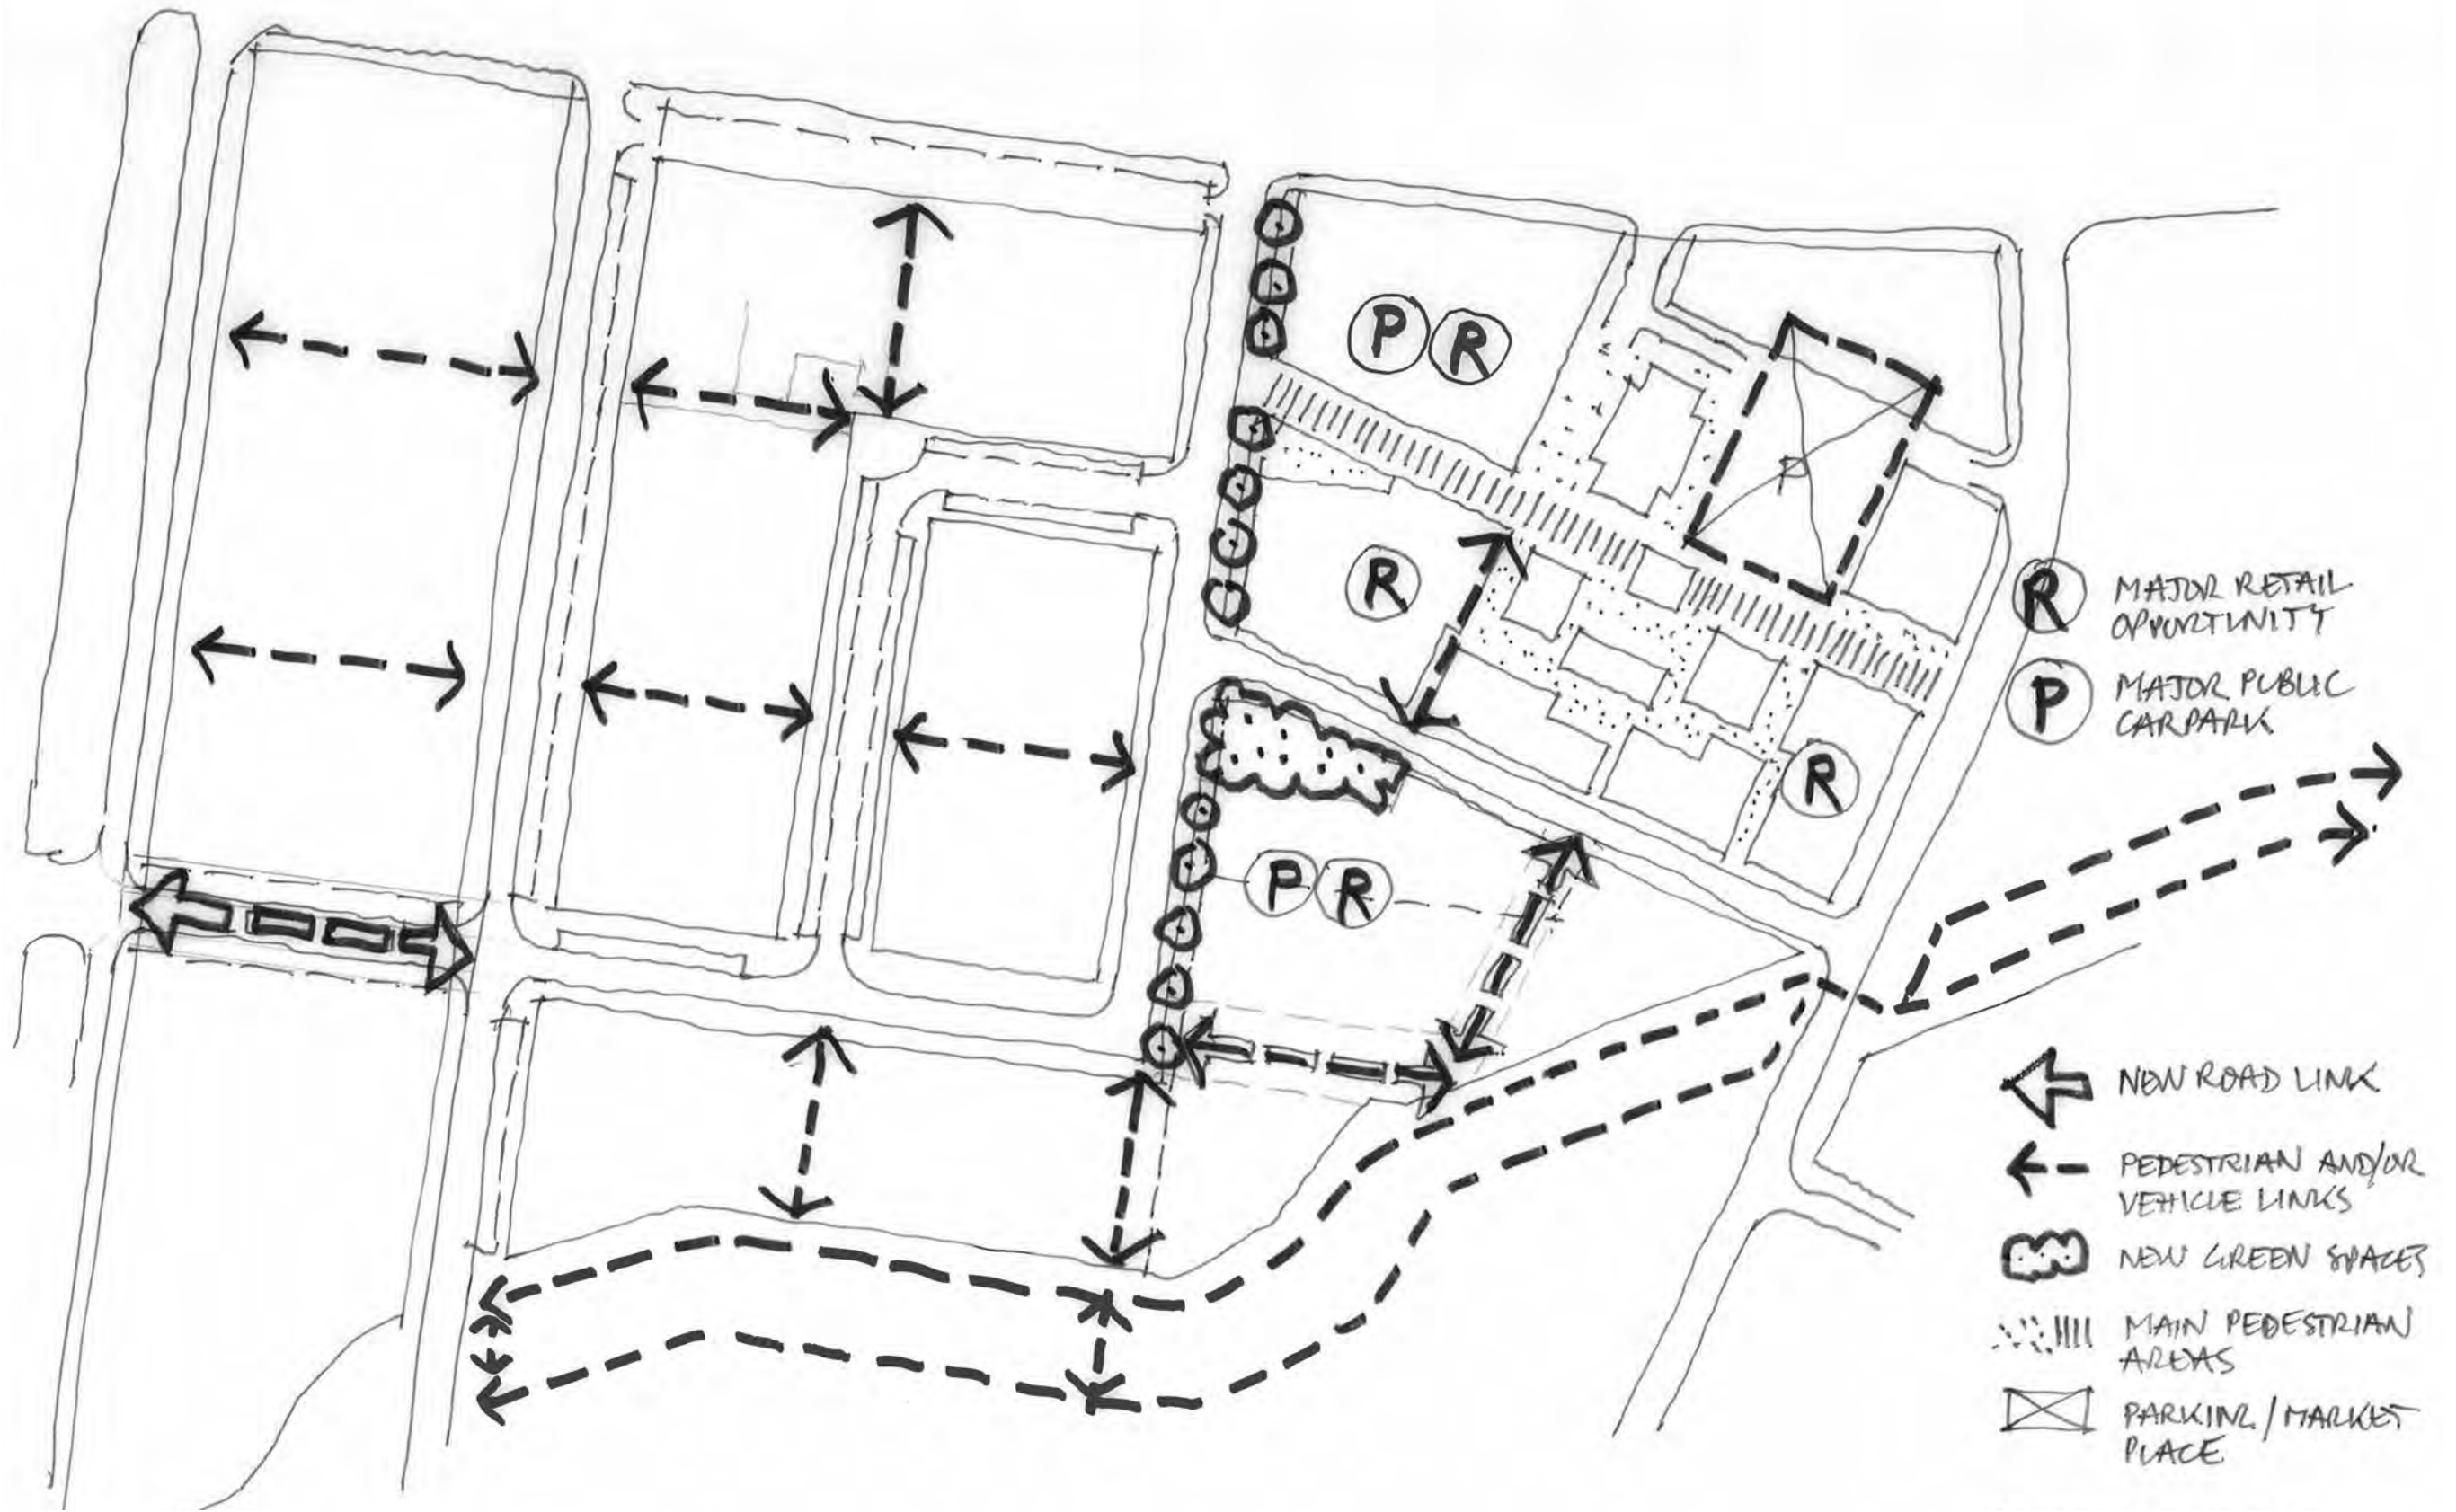 P R
R
R
P R
R MAJOR RETAIL
OPPORTUNITY
P MAJOR PUBLIC
CARPARK
NEW ROAD LINK
PEDESTRIAN AND/OR
VEHICLE LINKS
NEW GREEN SPACES
MAIN PEDESTRIAN
AREAS
PARKING / MARKET
PLACE
P